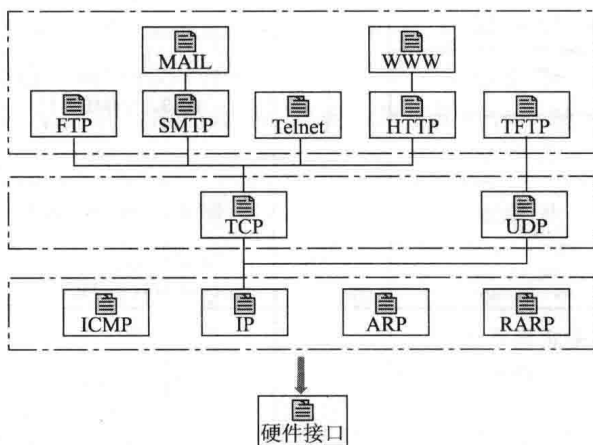 MAIL
WWW
FTP
SMTP
Telnet
HTTP
TFTP
TCP
UDP
ICMP
IP
ARP
RARP
硬件接口